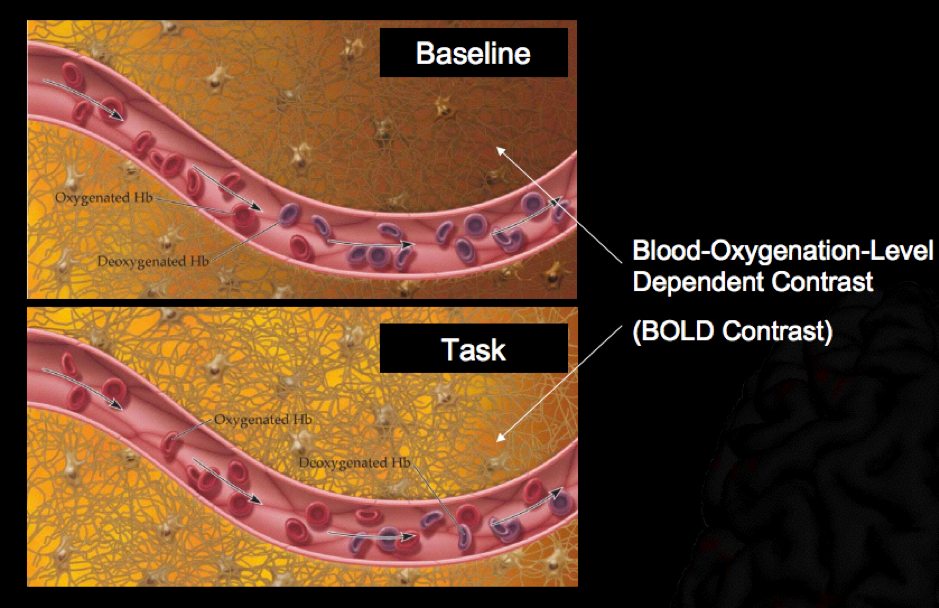 Baseline
Oxygenated Hb
Deoxygenated Hb
Blood-Oxygenation-Level
Dependent Contrast
(BOLD Contrast)
Task
Oxygenated Hb
Deoxygenated Hb